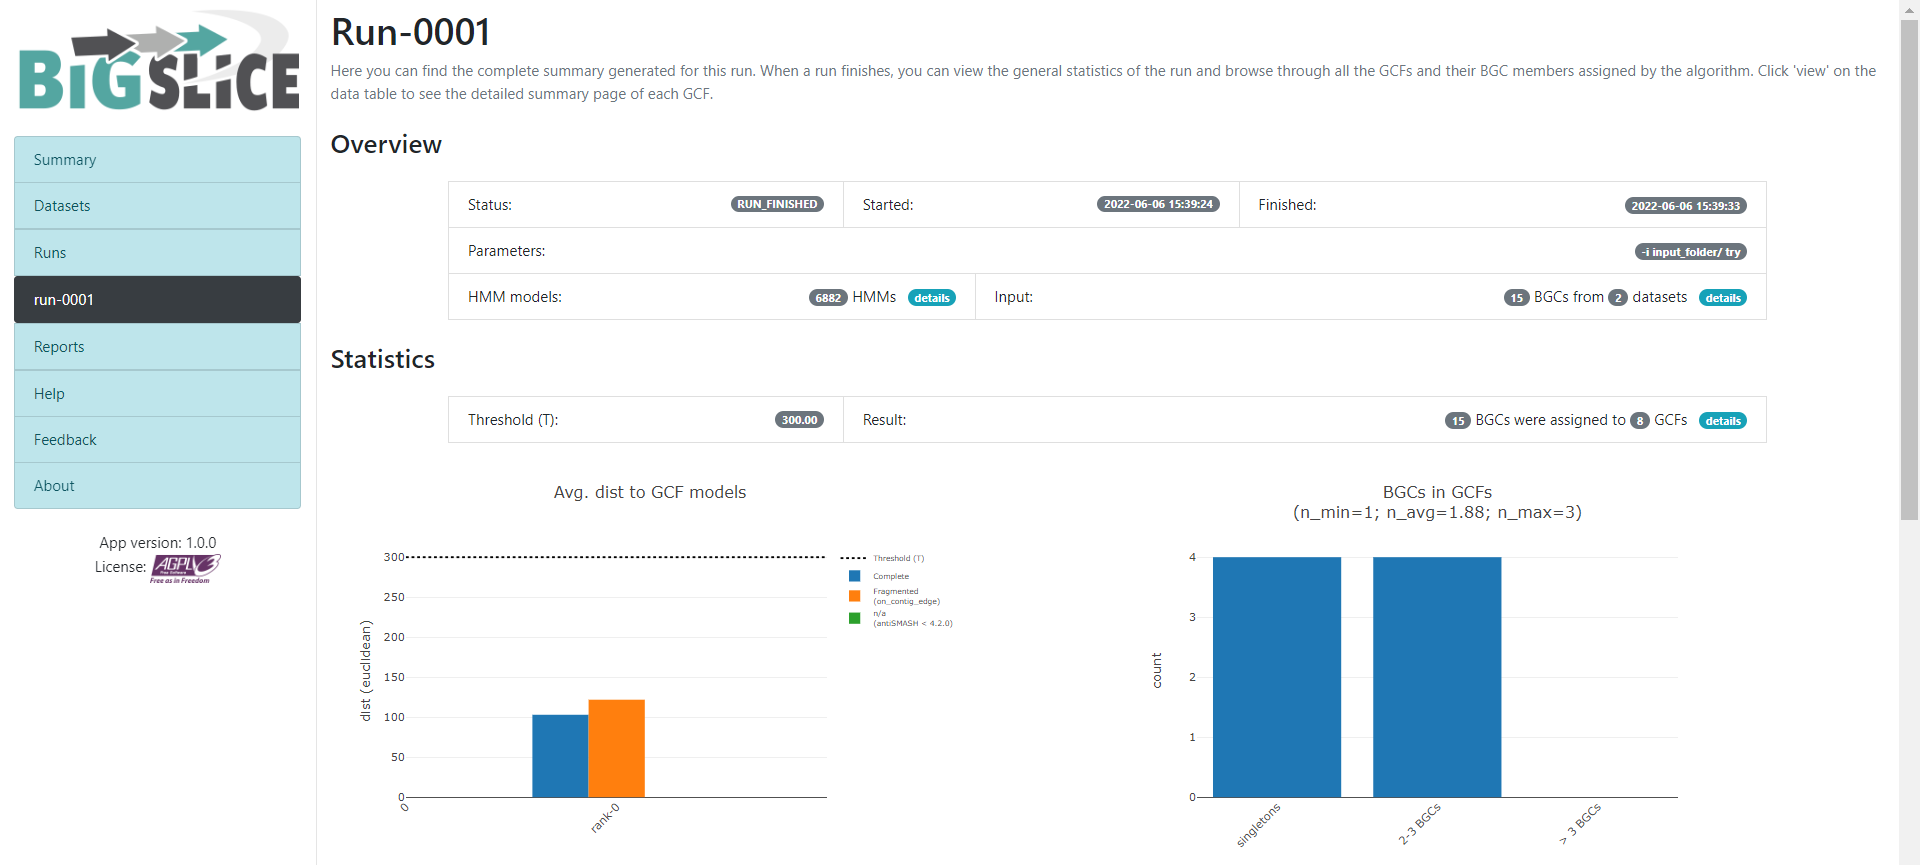 BiGSLiCE
Summary
Datasets
Runs
run-0001
Reports
Help
Feedback
About
App version: 1.0.0
License: AGPLv3
Free Software
Free as in Freedom
Run-0001
Here you can find the complete summary generated for this run. When a run finishes, you can view the general statistics of the run and browse through all the GCFs and their BGC members assigned by the algorithm. Click 'view' on the
data table to see the detailed summary page of each GCF.
Overview
Status: RUN_FINISHED Started: 2022-06-06 15:39:24 Finished: 2022-06-06 15:39:33
Parameters: -i input_folder/ try
HMM models: 6882 HMMs details Input: 15 BGCs from 2 datasets details
Statistics
Threshold (T): 300.00 Result: 15 BGCs were assigned to 8 GCFs details
Avg. dist to GCF models
300
250
200
150
100
50
0
dist (euclidean)
0
rank-0
Threshold (T)
Complete
Fragmented
(on_contig_edge)
n/a
(antiSMASH < 4.2.0)
BGCs in GCFs
(n_min=1; n_avg=1.88; n_max=3)
4
3
2
1
0
count
singletons
2-3 BGCs
> 3 BGCs